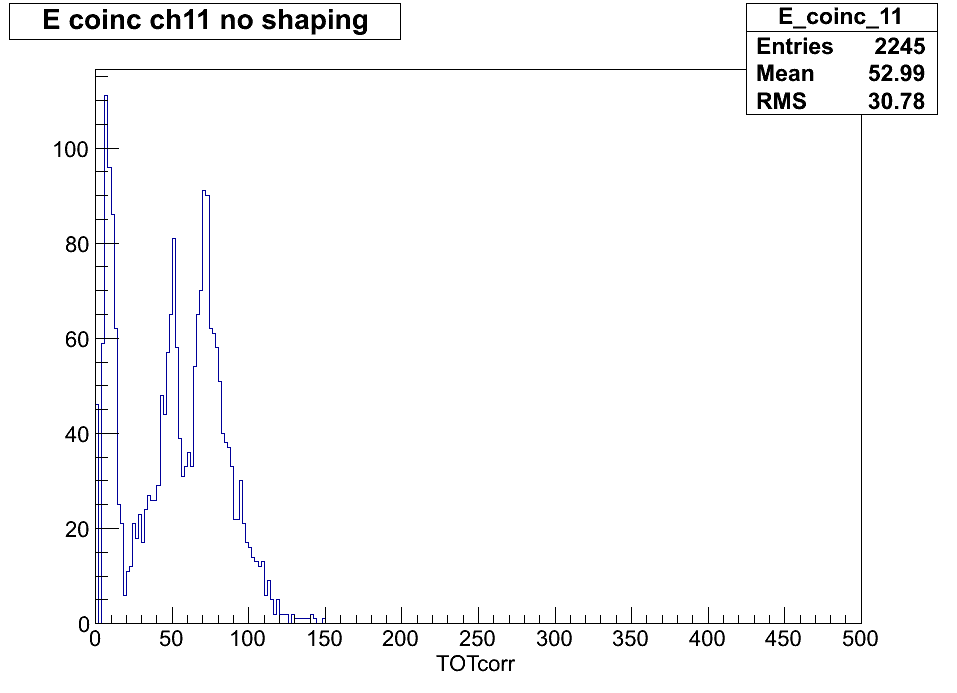 E coinc ch11 no shaping
E_coinc_11
Entries 2245
Mean 52.99
RMS 30.78
100
80
60
40
20
0
0 50 100 150 200 250 300 350 400 450 500
TOTcorr